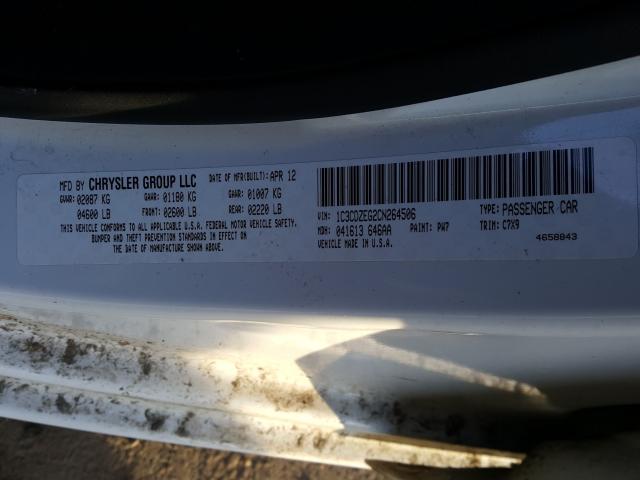 MFD BY CHRYSLER GROUP LLC DATE OF MFR(BUILT): APR 12
GVWR: 02087 KG GAWR: 01180 KG GAWR: 01007 KG
04600 LB FRONT: 02600 LB REAR: 02220 LB
THIS VEHICLE CONFORMS TO ALL APPLICABLE U.S.A. FEDERAL MOTOR VEHICLE SAFETY,
BUMPER AND THEFT PREVENTION STANDARDS IN EFFECT ON
THE DATE OF MANUFACTURE SHOWN ABOVE.
VIN: 1C3CDZEG2CN264506 TYPE: PASSENGER CAR
MDH: 041613 646AA PAINT: PW7 TRIM: C7X9
VEHICLE MADE IN U.S.A. 4658843